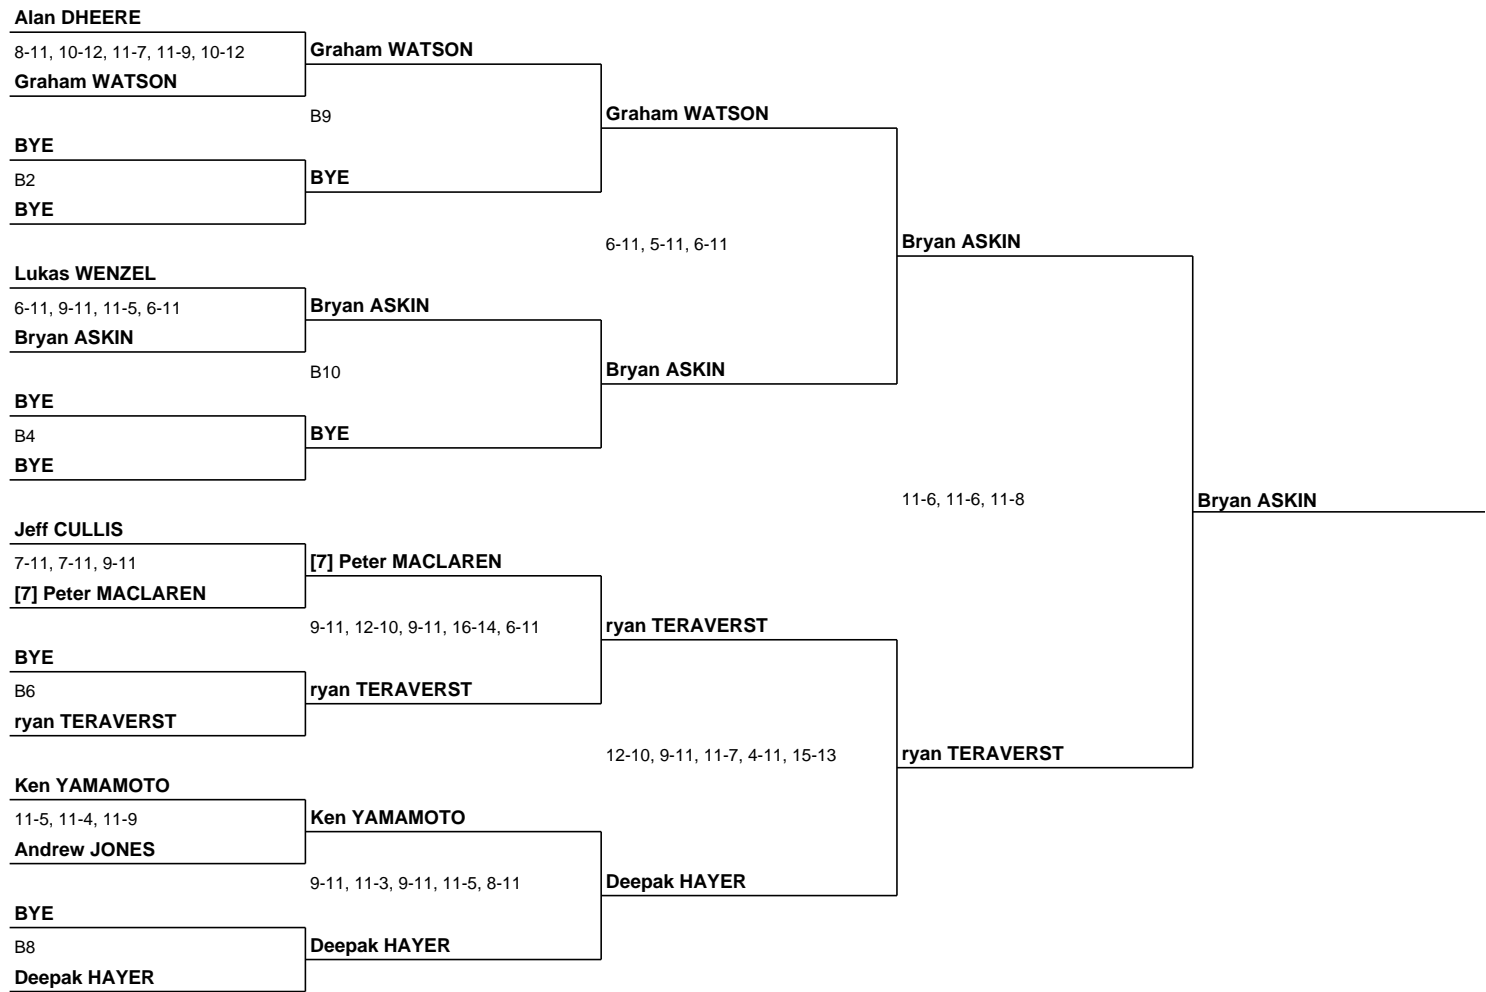 Alan DHEERE
8-11, 10-12, 11-7, 11-9, 10-12
Graham WATSON
BYE
B2
BYE
Lukas WENZEL
6-11, 9-11, 11-5, 6-11
Bryan ASKIN
BYE
B4
BYE
Jeff CULLIS
7-11, 7-11, 9-11
[7] Peter MACLAREN
BYE
B6
ryan TERAVERST
Ken YAMAMOTO
11-5, 11-4, 11-9
Andrew JONES
BYE
B8
Deepak HAYER
Graham WATSON
B9
BYE
Bryan ASKIN
B10
BYE
[7] Peter MACLAREN
9-11, 12-10, 9-11, 16-14, 6-11
ryan TERAVERST
Ken YAMAMOTO
9-11, 11-3, 9-11, 11-5, 8-11
Deepak HAYER
Graham WATSON
6-11, 5-11, 6-11
Bryan ASKIN
ryan TERAVERST
12-10, 9-11, 11-7, 4-11, 15-13
Deepak HAYER
Bryan ASKIN
11-6, 11-6, 11-8
ryan TERAVERST
Bryan ASKIN